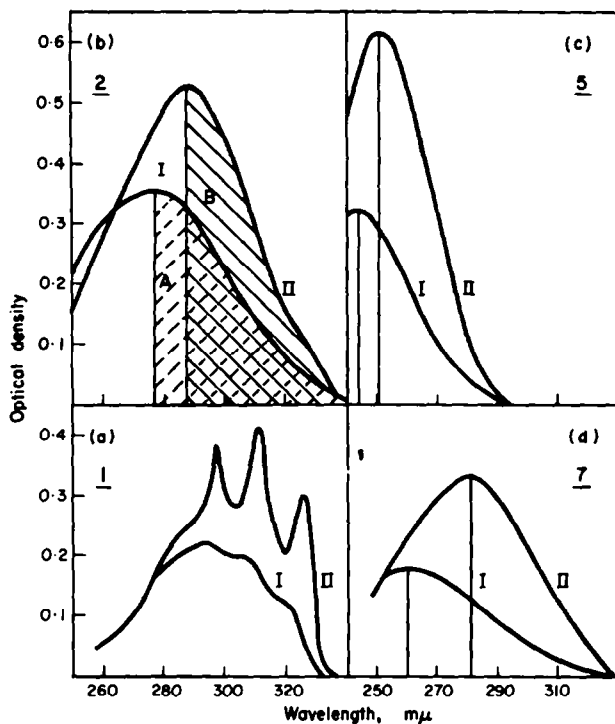 0·6
(b)
(c)
2
5
0·5
0·4
I
0·3
B
I
0·2
A
II
II
0·1
Optical density
0·4
(a)
(d)
1
7
0·3
0·2
II
I
II
0·1
I
260 280 300 320 250 270 290 310
Wavelength, mμ